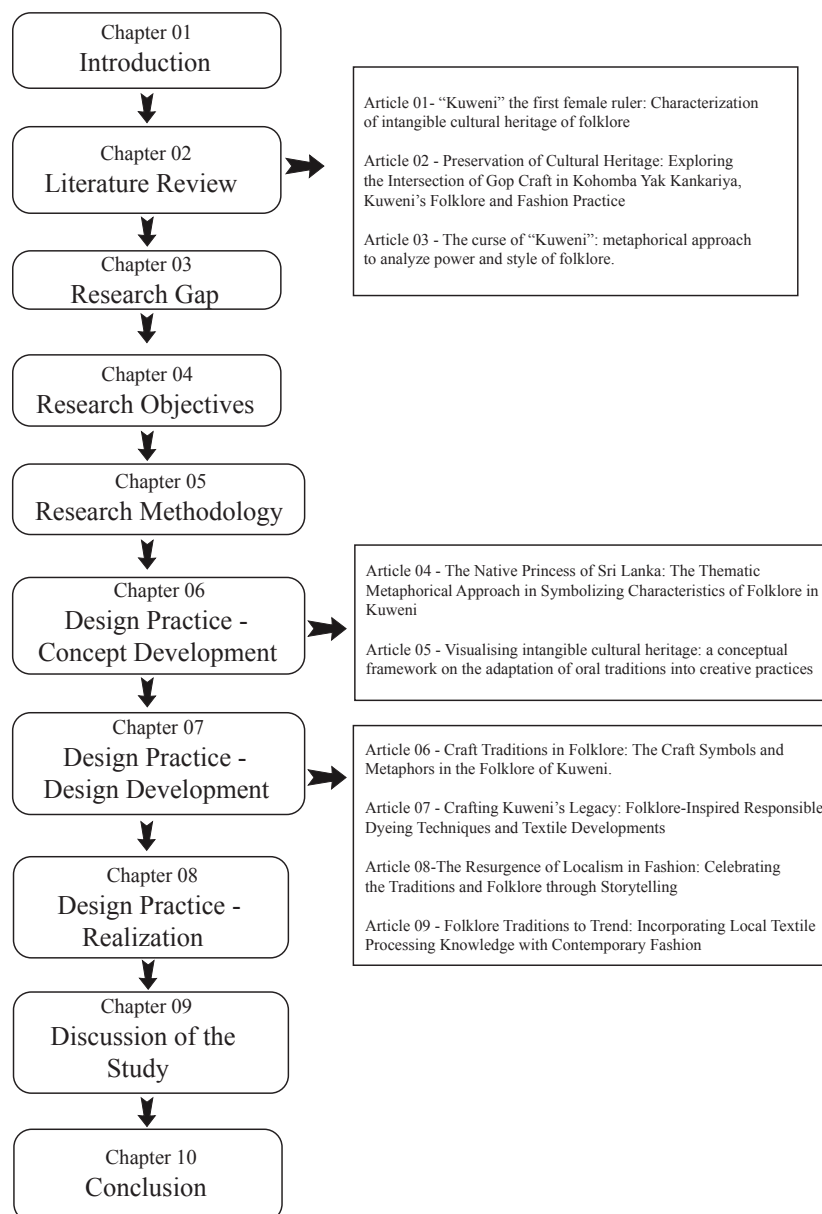 Chapter 01
Introduction
Chapter 02
Literature Review
Article 01- “Kuweni” the first female ruler: Characterization
of intangible cultural heritage of folklore
Article 02 - Preservation of Cultural Heritage: Exploring
the Intersection of Gop Craft in Kohomba Yak Kankariya,
Kuweni’s Folklore and Fashion Practice
Article 03 - The curse of “Kuweni”: metaphorical approach
to analyze power and style of folklore.
Chapter 03
Research Gap
Chapter 04
Research Objectives
Chapter 05
Research Methodology
Chapter 06
Design Practice -
Concept Development
Article 04 - The Native Princess of Sri Lanka: The Thematic
Metaphorical Approach in Symbolizing Characteristics of Folklore in
Kuweni
Article 05 - Visualising intangible cultural heritage: a conceptual
framework on the adaptation of oral traditions into creative practices
Chapter 07
Design Practice -
Design Development
Article 06 - Craft Traditions in Folklore: The Craft Symbols and
Metaphors in the Folklore of Kuweni.
Article 07 - Crafting Kuweni’s Legacy: Folklore-Inspired Responsible
Dyeing Techniques and Textile Developments
Article 08-The Resurgence of Localism in Fashion: Celebrating
the Traditions and Folklore through Storytelling
Article 09 - Folklore Traditions to Trend: Incorporating Local Textile
Processing Knowledge with Contemporary Fashion
Chapter 08
Design Practice -
Realization
Chapter 09
Discussion of the
Study
Chapter 10
Conclusion